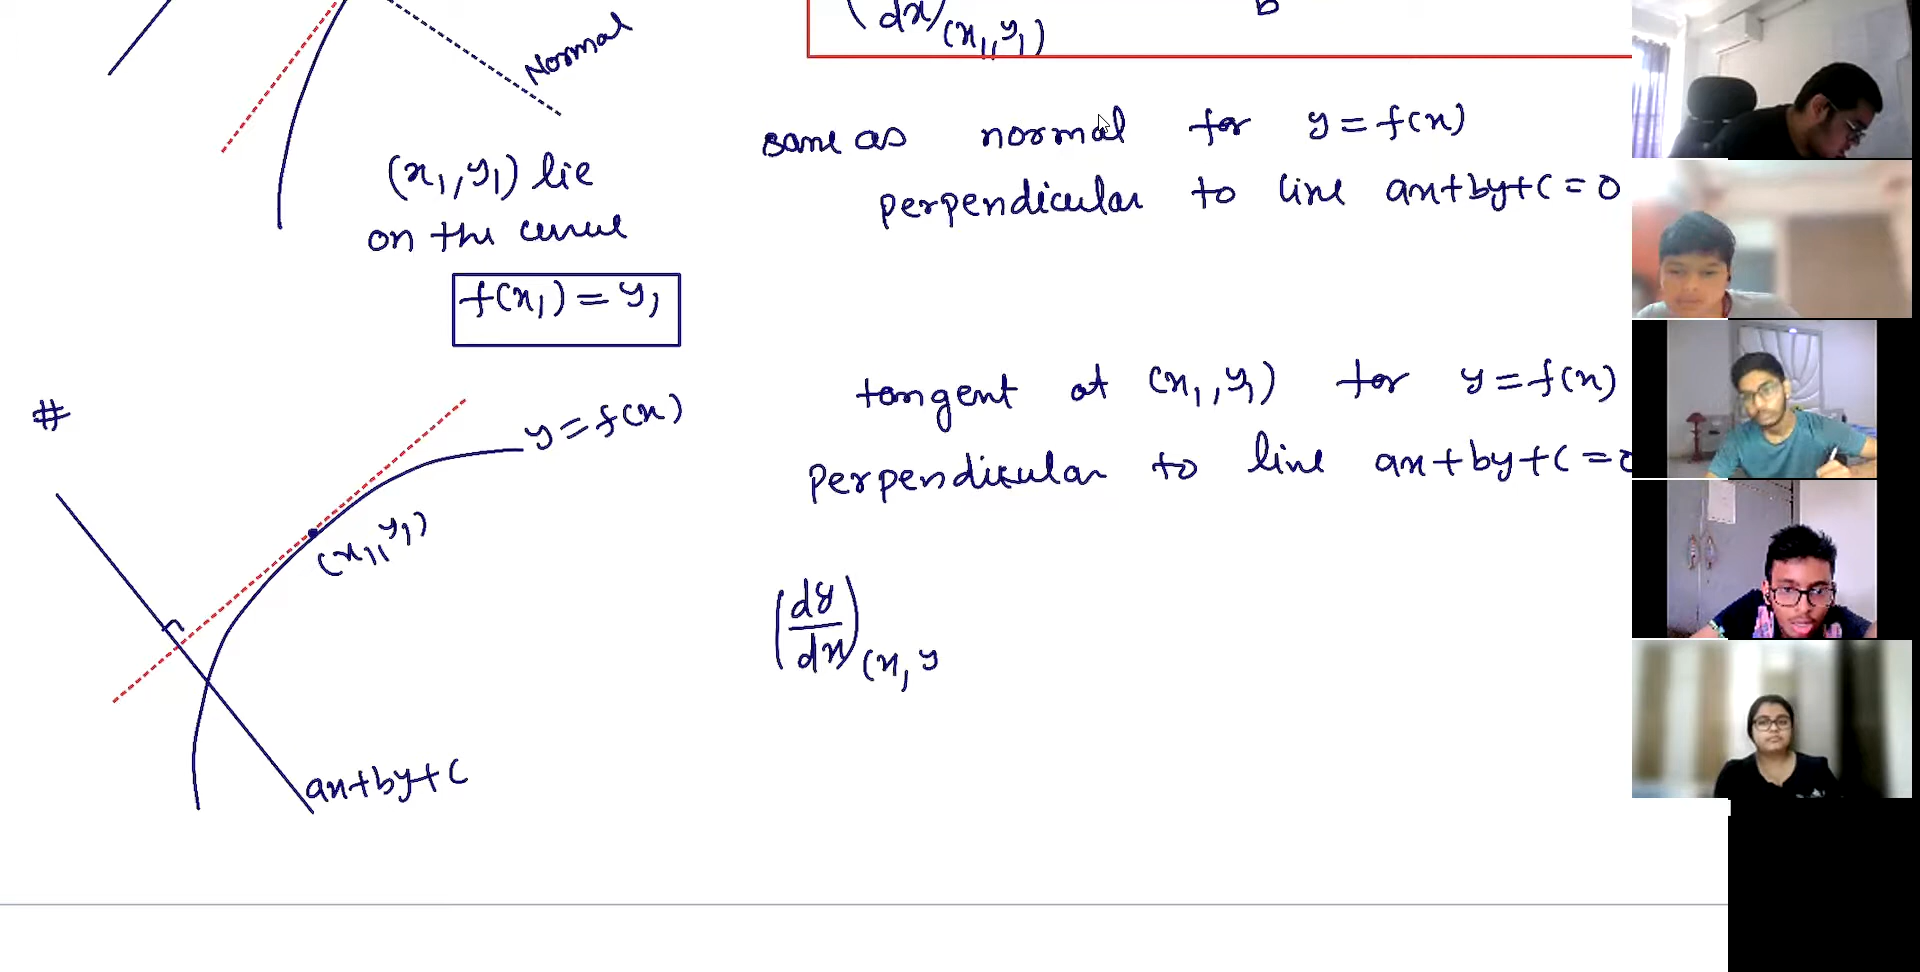 Normal
(dx)(x₁, y₁)
b
same as normal for y = f(x)
perpendicular to line ax+by+c = 0
(x₁, y₁) lie
on the curve
f(x₁) = y₁
#
y = f(x)
(x₁, y₁)
ax+by+c
tangent at (x₁, y₁) for y = f(x)
perpendicular to line ax+by+c = 0
(dy/dx)(x, y